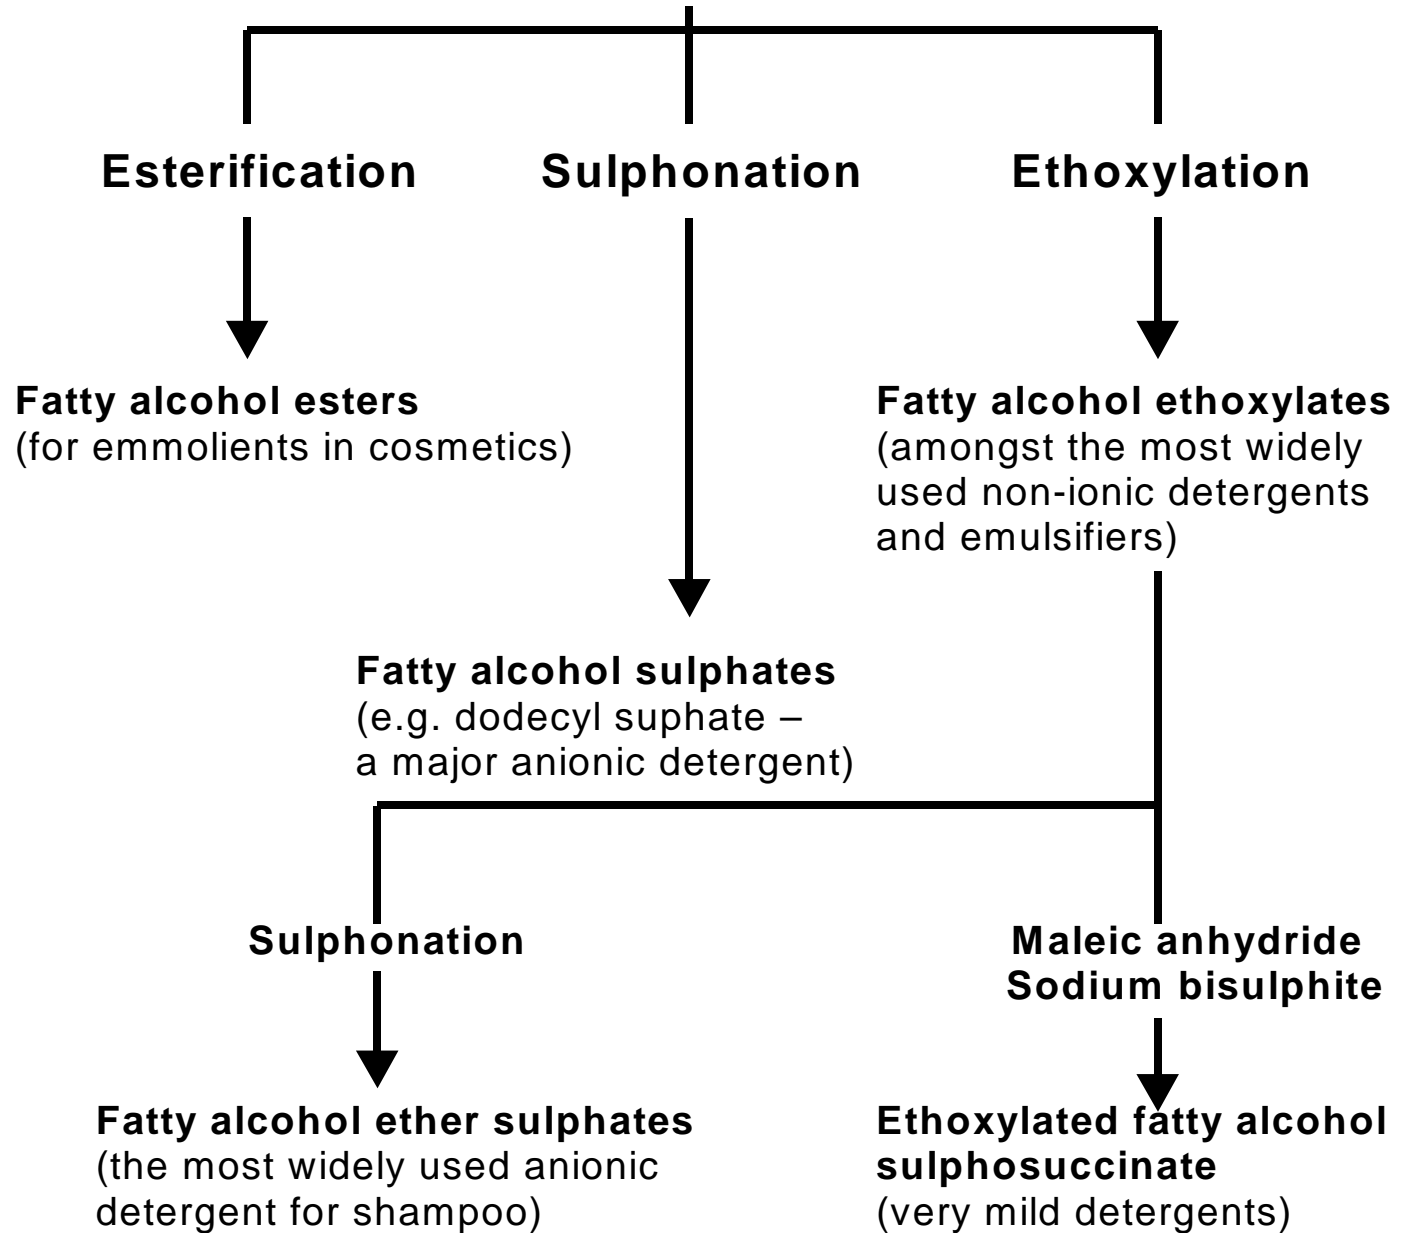 Esterification
Sulphonation
Ethoxylation
Fatty alcohol esters
(for emmolients in cosmetics)
Fatty alcohol ethoxylates
(amongst the most widely
used non-ionic detergents
and emulsifiers)
Fatty alcohol sulphates
(e.g. dodecyl suphate –
a major anionic detergent)
Sulphonation
Maleic anhydride
Sodium bisulphite
Fatty alcohol ether sulphates
(the most widely used anionic
detergent for shampoo)
Ethoxylated fatty alcohol
sulphosuccinate
(very mild detergents)